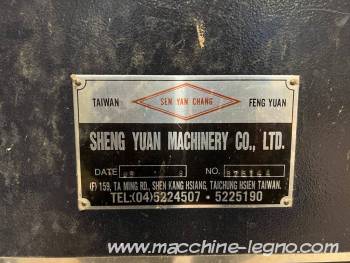 TAIWAN SEN YAN CHANG FENG YUAN
SHENG YUAN MACHINERY CO., LTD.
DATE NO.
(F) 159, TA MING RD., SHEN KANG HSIANG, TAICHUNG HSIEN TAIWAN.
TEL:(04)5224507 · 5225190
www.macchine-legno.com